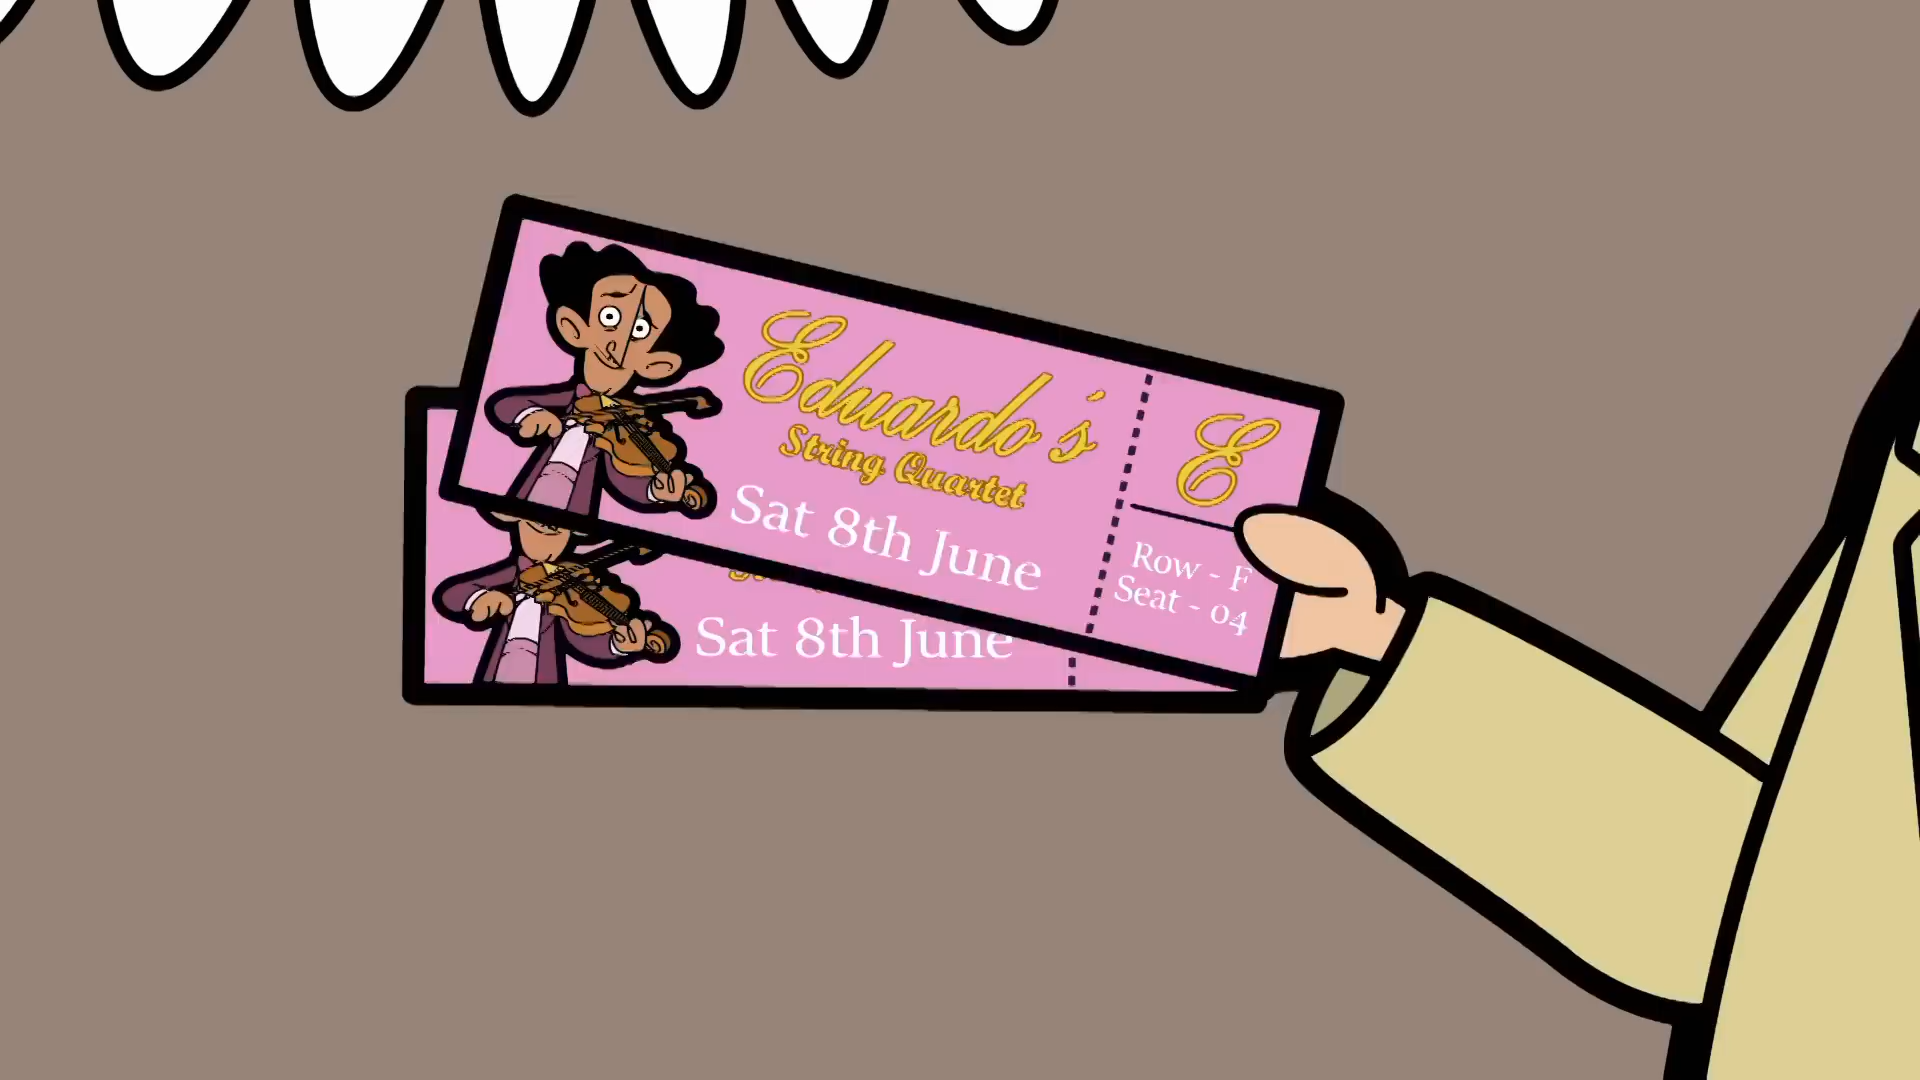 Eduardo's
String Quartet
Sat 8th June
E
Row - F
Seat - 04
Sat 8th June